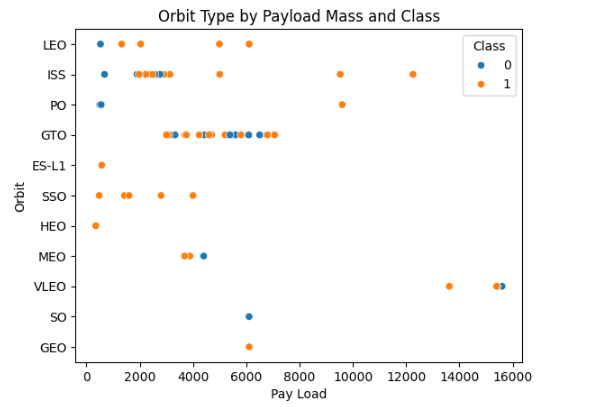 Orbit Type by Payload Mass and Class
Class
0
1
LEO
ISS
PO
GTO
ES-L1
SSO
HEO
MEO
VLEO
SO
GEO
Orbit
0 2000 4000 6000 8000 10000 12000 14000 16000
Pay Load